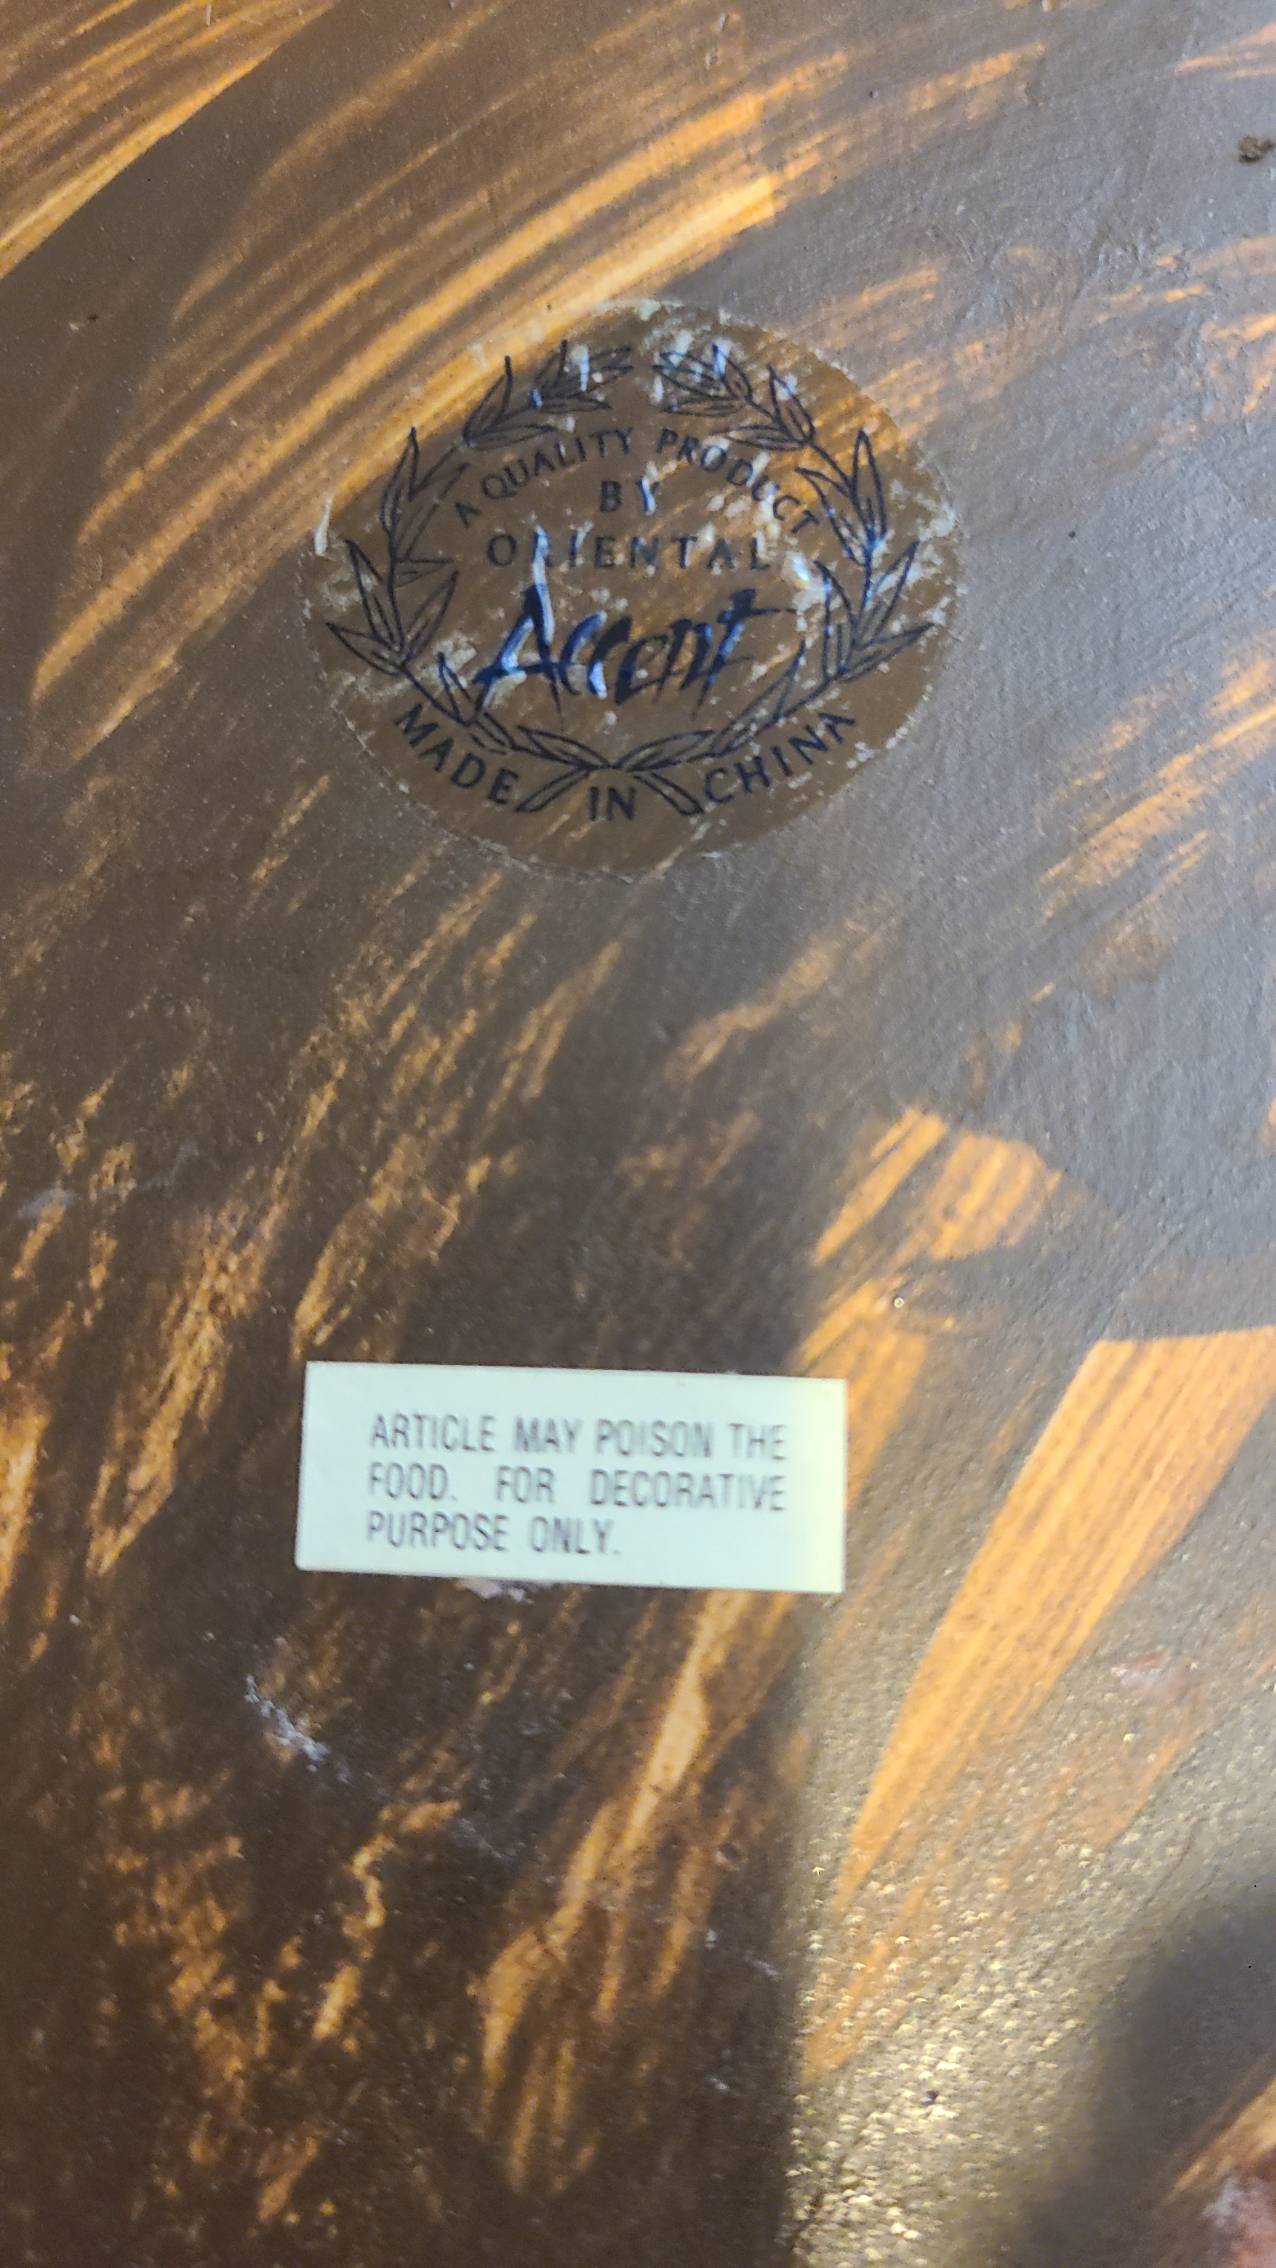 A QUALITY PRODUCT
BY
ORIENTAL
Accent
MADE IN CHINA
ARTICLE MAY POISON THE
FOOD. FOR DECORATIVE
PURPOSE ONLY.